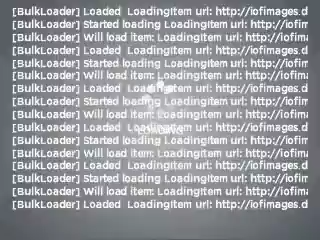 [BulkLoader] Loaded LoadingItem url: http://iofimages.d
[BulkLoader] Started loading LoadingItem url: http://iofir
[BulkLoader] Will load item: LoadingItem url: http://iofima
[BulkLoader] Loaded LoadingItem url: http://iofimages.d
[BulkLoader] Started loading LoadingItem url: http://iofir
[BulkLoader] Will load item: LoadingItem url: http://iofima
[BulkLoader] Loaded LoadingItem url: http://iofimages.d
[BulkLoader] Started loading LoadingItem url: http://iofir
[BulkLoader] Will load item: LoadingItem url: http://iofima
[BulkLoader] Loaded LoadingItem url: http://iofimages.d
[BulkLoader] Started loading LoadingItem url: http://iofir
[BulkLoader] Will load item: LoadingItem url: http://iofima
[BulkLoader] Loaded LoadingItem url: http://iofimages.d
[BulkLoader] Started loading LoadingItem url: http://iofir
[BulkLoader] Will load item: LoadingItem url: http://iofima
[BulkLoader] Loaded LoadingItem url: http://iofimages.d